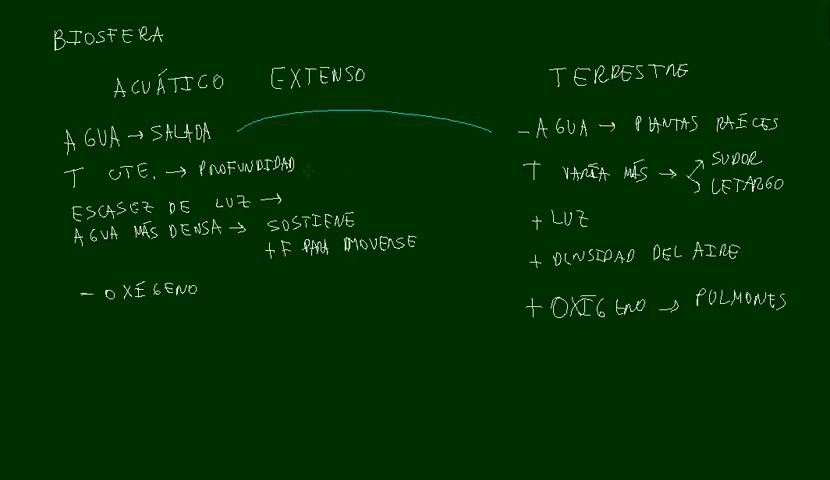 BIOSFERA
ACUÁTICO EXTENSO
AGUA → SALADA
T CTE. → PROFUNDIDAD
ESCASEZ DE LUZ →
AGUA MÁS DENSA → SOSTIENE
+ F PARA MOVERSE
- OXÍGENO
TERRESTRE
- AGUA → PLANTAS RAÍCES
T VARÍA MÁS → SUDOR
LETARGO
+ LUZ
+ DENSIDAD DEL AIRE
+ OXÍGENO → PULMONES